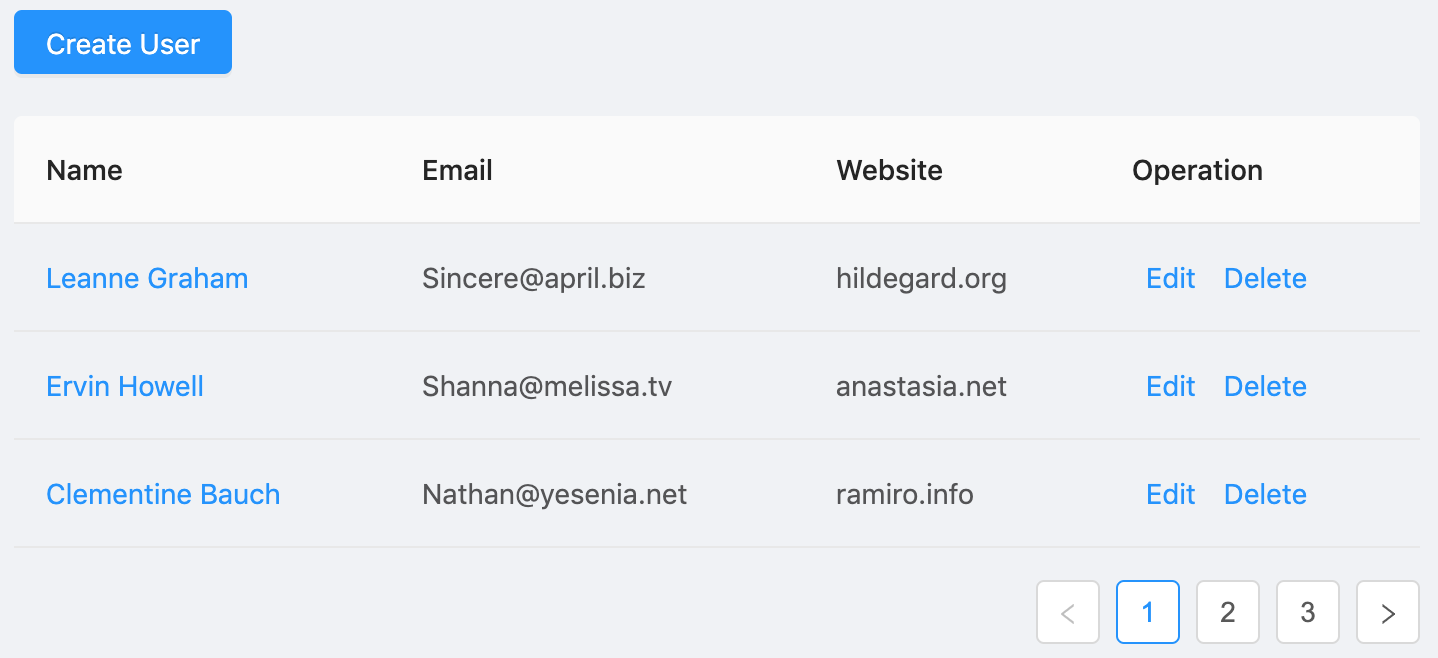 Create User
Name Email Website Operation
Leanne Graham Sincere@april.biz hildegard.org Edit Delete
Ervin Howell Shanna@melissa.tv anastasia.net Edit Delete
Clementine Bauch Nathan@yesenia.net ramiro.info Edit Delete
< 1 2 3 >